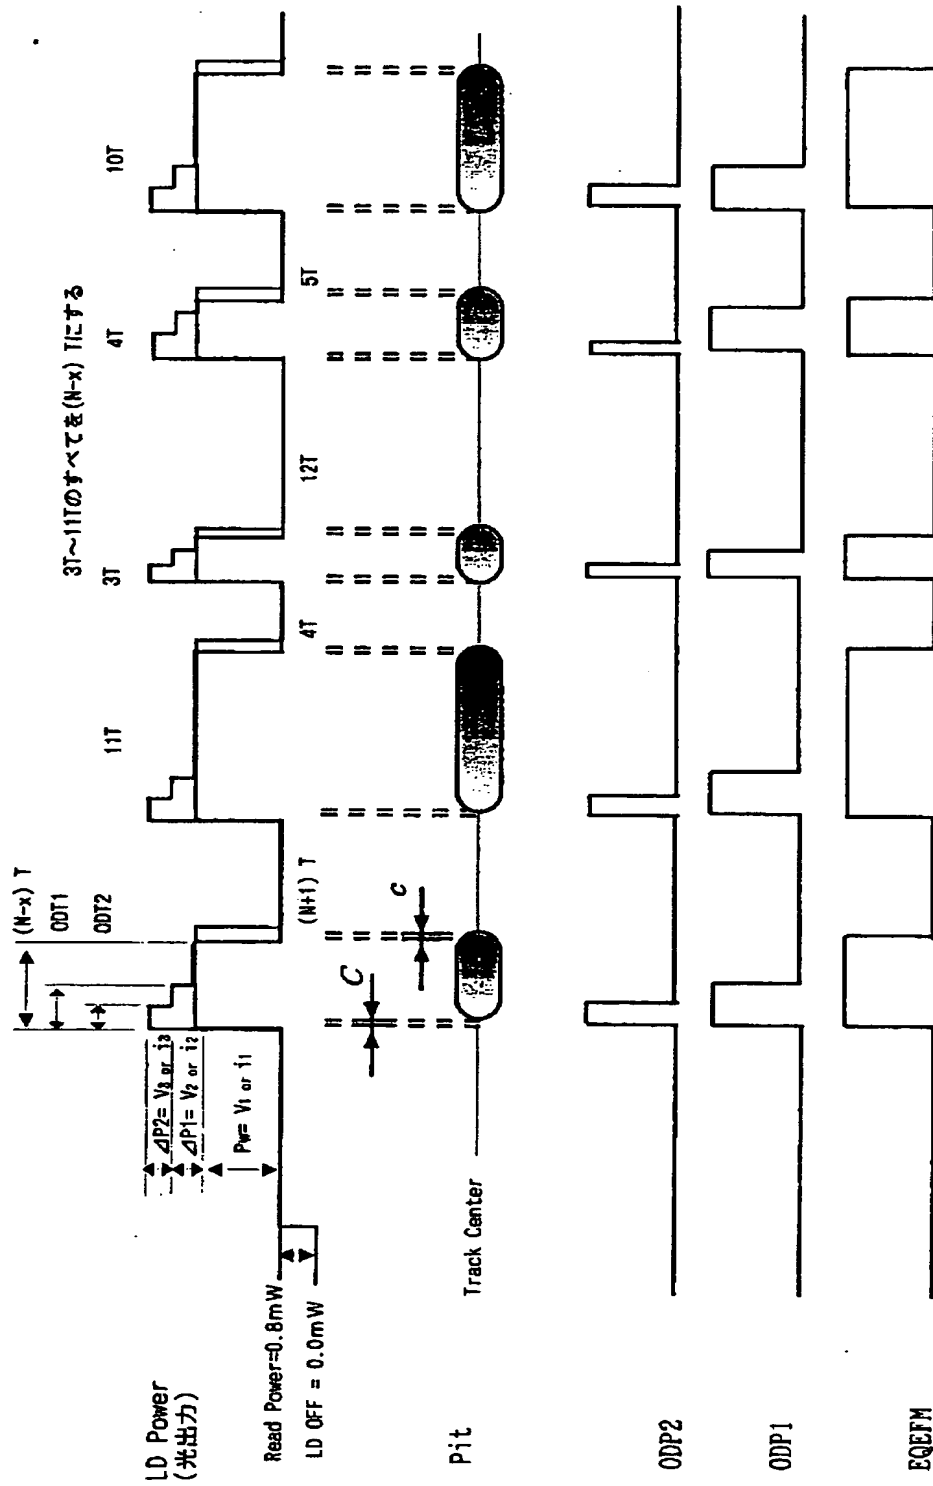 3T～11Tのすべてを(N-x) Tにする
(N-x) T
ODT1
ODT2
11T
3T
4T
10T
LD Power
(光出力)
⊿P2= V3 or i3
⊿P1= V2 or i2
Pw= V1 or i1
Read Power=0.8mW
LD OFF = 0.0mW
(N+1) T
4T
12T
5T
C
c
Pit
Track Center
ODP2
ODP1
EQEFM